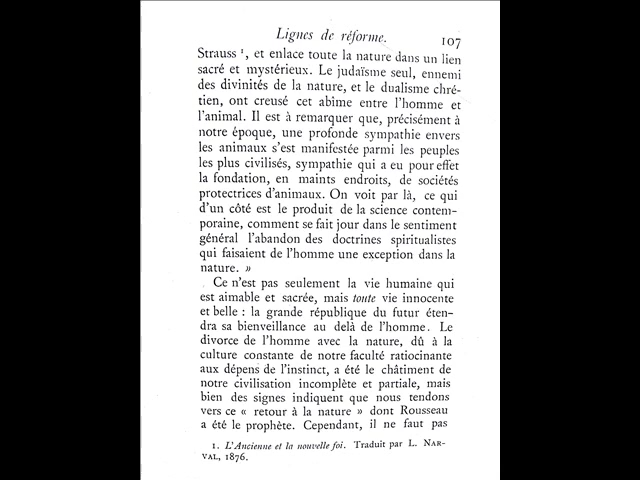 Lignes de réforme. 107
Strauss ¹, et enlace toute la nature dans un lien
sacré et mystérieux. Le judaïsme seul, ennemi
des divinités de la nature, et le dualisme chré-
tien, ont creusé cet abime entre l'homme et
l'animal. Il est à remarquer que, précisément à
notre époque, une profonde sympathie envers
les animaux s'est manifestée parmi les peuples
les plus civilisés, sympathie qui a eu pour effet
la fondation, en maints endroits, de sociétés
protectrices d'animaux. On voit par là, ce qui
d'un côté est le produit de la science contem-
poraine, comment se fait jour dans le sentiment
général l'abandon des doctrines spiritualistes
qui faisaient de l'homme une exception dans la
nature. »
Ce n'est pas seulement la vie humaine qui
est aimable et sacrée, mais toute vie innocente
et belle : la grande république du futur éten-
dra sa bienveillance au delà de l'homme. Le
divorce de l'homme avec la nature, dû à la
culture constante de notre faculté ratiocinante
aux dépens de l'instinct, a été le châtiment de
notre civilisation incomplète et partiale, mais
bien des signes indiquent que nous tendons
vers ce « retour à la nature » dont Rousseau
a été le prophète. Cependant, il ne faut pas
1. L'Ancienne et la nouvelle foi. Traduit par L. NAR-
VAL, 1876.